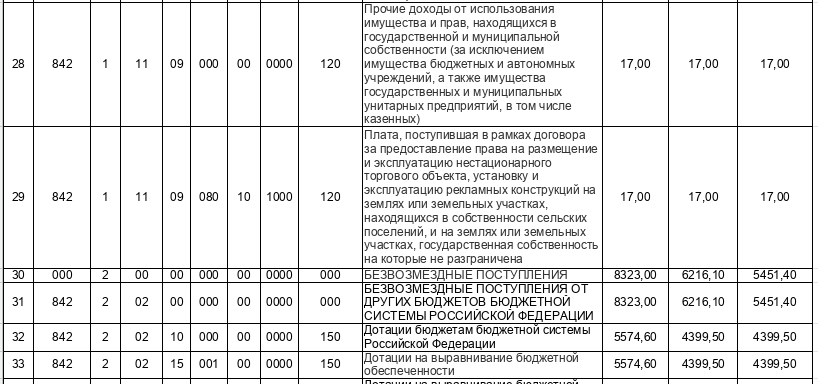 Прочие доходы от использования
имущества и прав, находящихся в
государственной и муниципальной
собственности (за исключением
28 842 1 11 09 000 00 0000 120 имущества бюджетных и автономных 17,00 17,00 17,00
учреждений, а также имущества
государственных и муниципальных
унитарных предприятий, в том числе
казенных)
Плата, поступившая в рамках договора
за предоставление права на размещение
и эксплуатацию нестационарного
торгового объекта, установку и
29 842 1 11 09 080 10 1000 120 эксплуатацию рекламных конструкций на 17,00 17,00 17,00
землях или земельных участках,
находящихся в собственности сельских
поселений, и на землях или земельных
участках, государственная собственность
на которые не разграничена
30 000 2 00 00 000 00 0000 000 БЕЗВОЗМЕЗДНЫЕ ПОСТУПЛЕНИЯ 8323,00 6216,10 5451,40
БЕЗВОЗМЕЗДНЫЕ ПОСТУПЛЕНИЯ ОТ
31 842 2 02 00 000 00 0000 000 ДРУГИХ БЮДЖЕТОВ БЮДЖЕТНОЙ 8323,00 6216,10 5451,40
СИСТЕМЫ РОССИЙСКОЙ ФЕДЕРАЦИИ
32 842 2 02 10 000 00 0000 150 Дотации бюджетам бюджетной системы 5574,60 4399,50 4399,50
Российской Федерации
33 842 2 02 15 001 00 0000 150 Дотации на выравнивание бюджетной 5574,60 4399,50 4399,50
обеспеченности